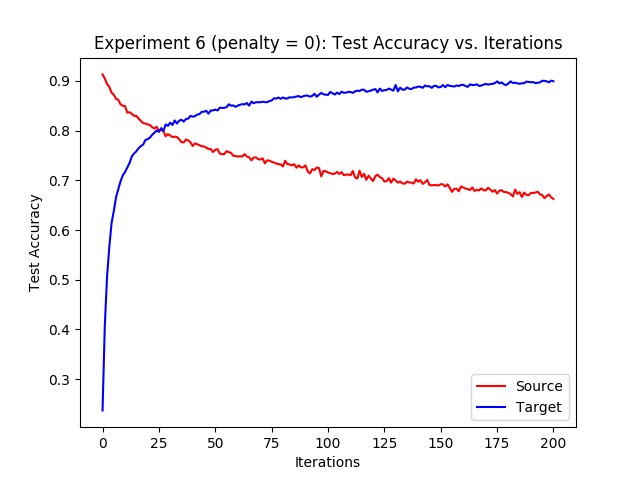 Experiment 6 (penalty = 0): Test Accuracy vs. Iterations
0.9
0.8
0.7
0.6
0.5
0.4
0.3
Test Accuracy
0 25 50 75 100 125 150 175 200
Iterations
Source
Target